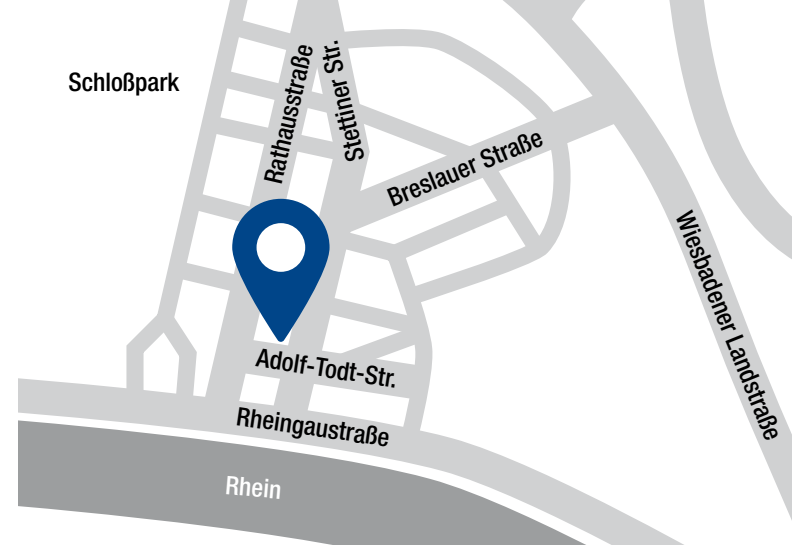 Schloßpark
Rathausstraße
Stettiner Str.
Breslauer Straße
Wiesbadener Landstraße
Adolf-Todt-Str.
Rheingaustraße
Rhein